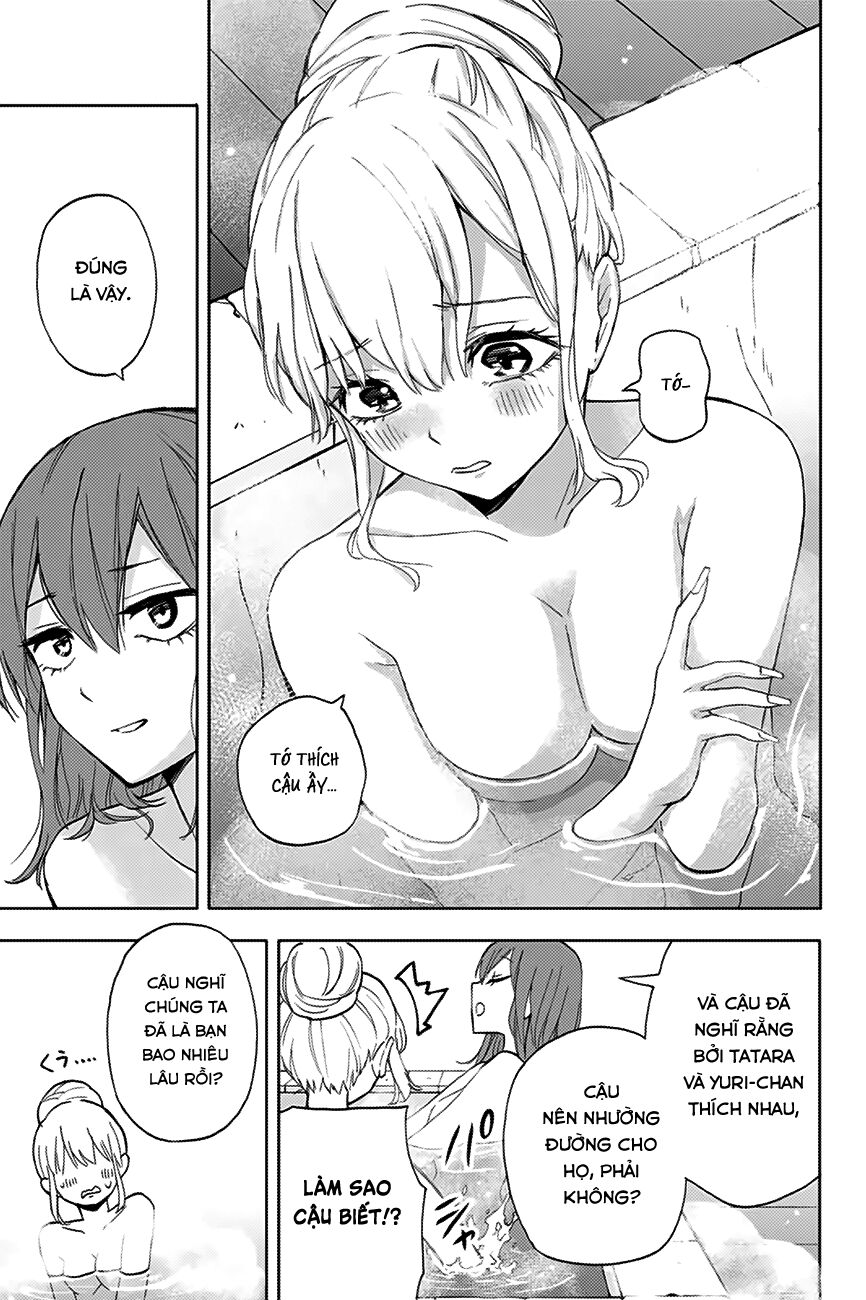 TỚ-
TỚ THÍCH
CẬU ẤY...
ĐÚNG
LÀ VẬY.
VÀ CẬU ĐÃ
NGHĨ RẰNG
BỞI TATARA
VÀ YURI-CHAN
THÍCH NHAU,
CẬU
NÊN NHƯỜNG
ĐƯỜNG CHO
HỌ, PHẢI
KHÔNG?
LÀM SAO
CẬU BIẾT!?
CẬU NGHĨ
CHÚNG TA
ĐÃ LÀ BẠN
BAO NHIÊU
LÂU RỒI?
くぅ‥‥